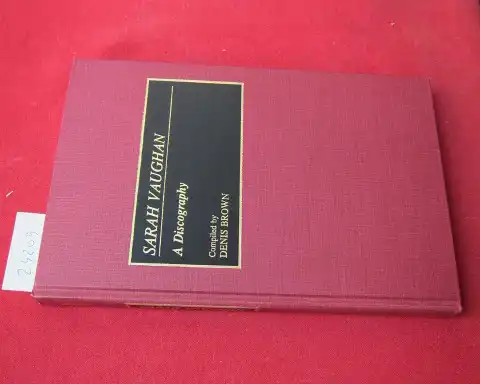 SARAH VAUGHAN
A Discography
Compiled by
DENIS BROWN